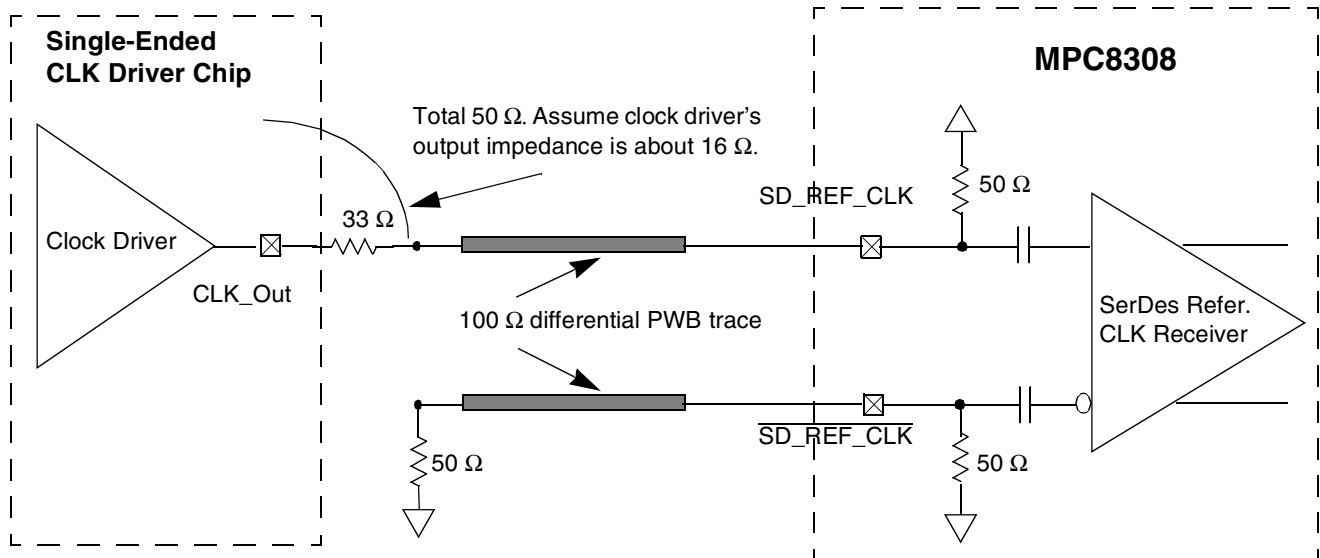 Single-Ended
CLK Driver Chip
MPC8308
Total 50 Ω. Assume clock driver's
output impedance is about 16 Ω.
SD_REF_CLK
50 Ω
33 Ω
Clock Driver
CLK_Out
100 Ω differential PWB trace
SerDes Refer.
CLK Receiver
SD_REF_CLK
50 Ω
50 Ω